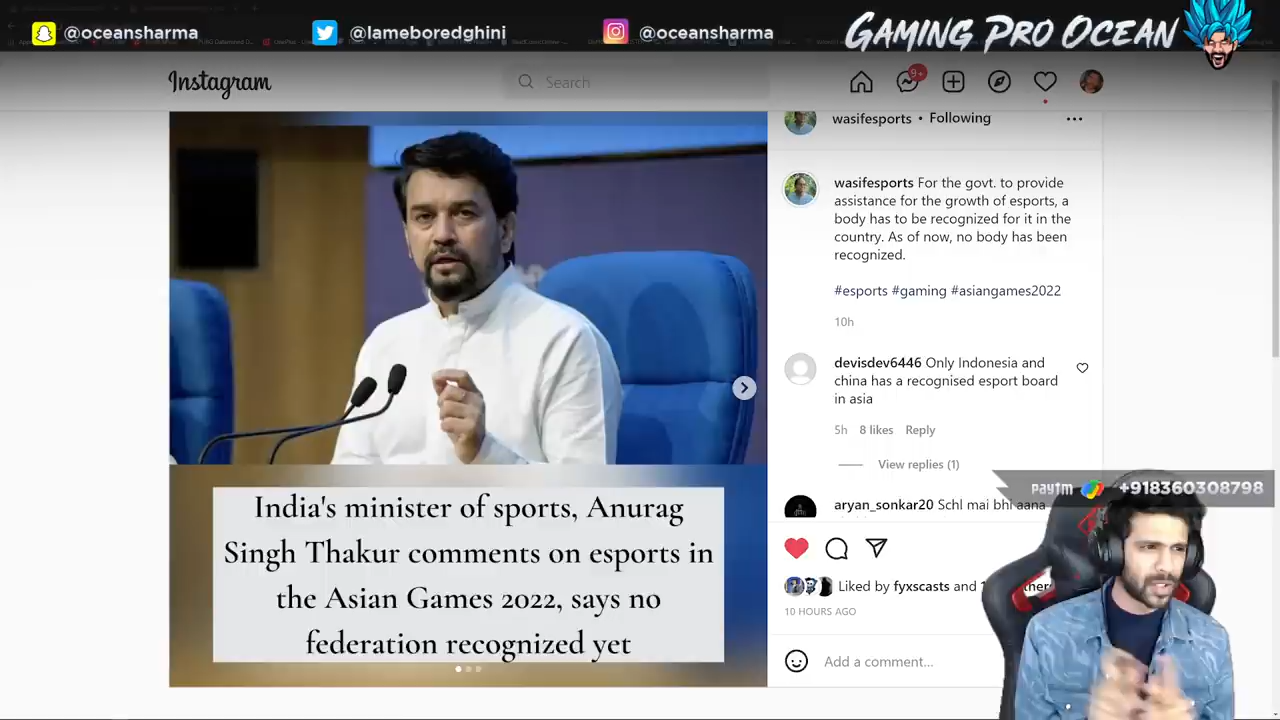 @oceansharma
@lameboredghini
@oceansharma
GAMING PRO OCEAN
Instagram
Search
9+
wasifesports • Following
wasifesports For the govt. to provide
assistance for the growth of esports, a
body has to be recognized for it in the
country. As of now, no body has been
recognized.
#esports #gaming #asiangames2022
10h
devisdev6446 Only Indonesia and
china has a recognised esport board
in asia
5h 8 likes Reply
View replies (1)
paytm +918360308798
aryan_sonkar20 Schl mai bhi aana
India's minister of sports, Anurag
Singh Thakur comments on esports in
the Asian Games 2022, says no
federation recognized yet
Liked by fyxscasts and
10 HOURS AGO
Add a comment...